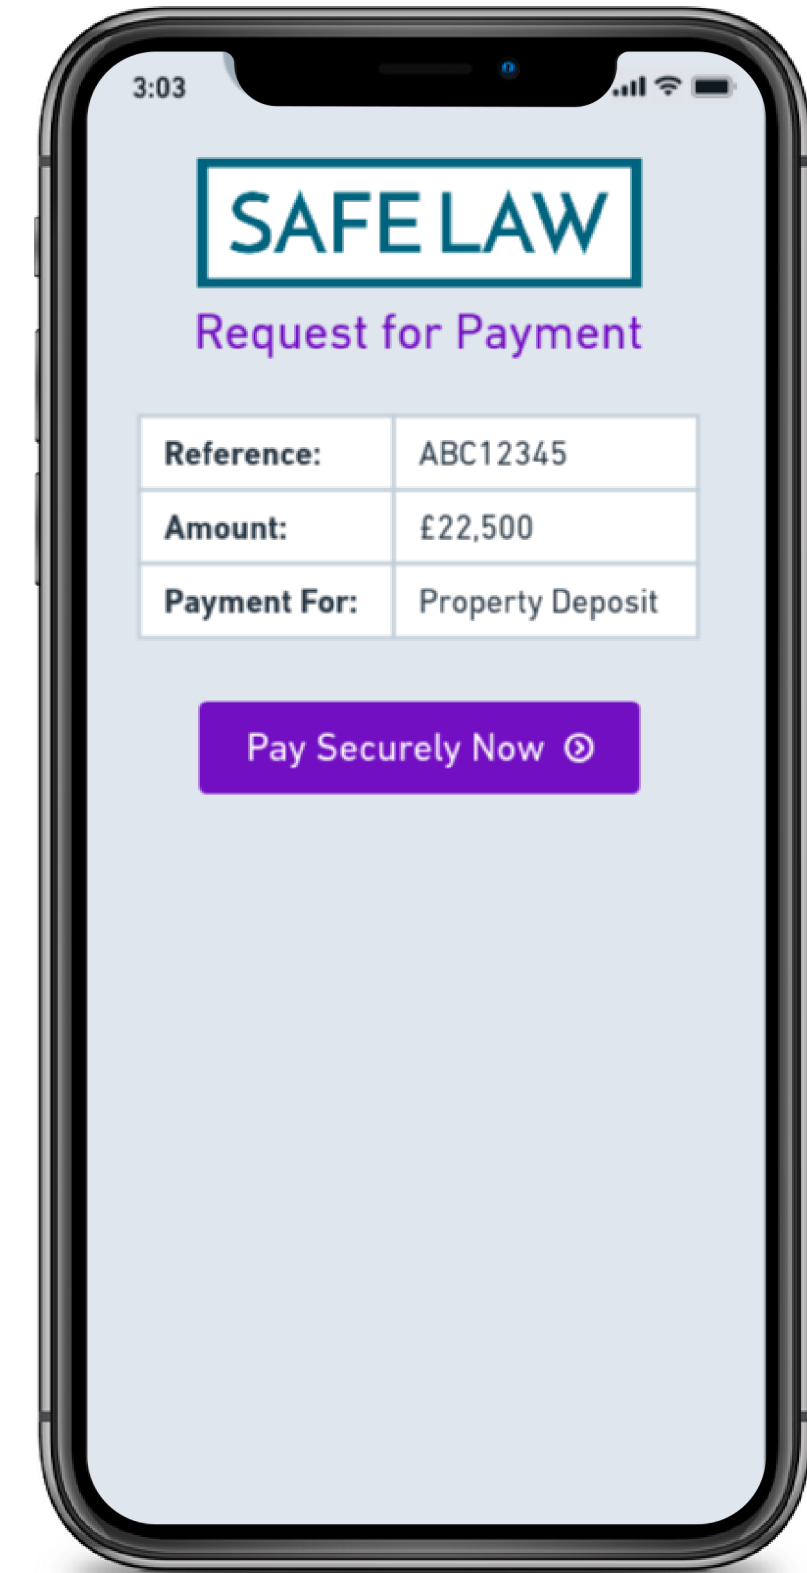 3:03
SAFE LAW
Request for Payment
Reference: ABC12345
Amount: £22,500
Payment For: Property Deposit
Pay Securely Now